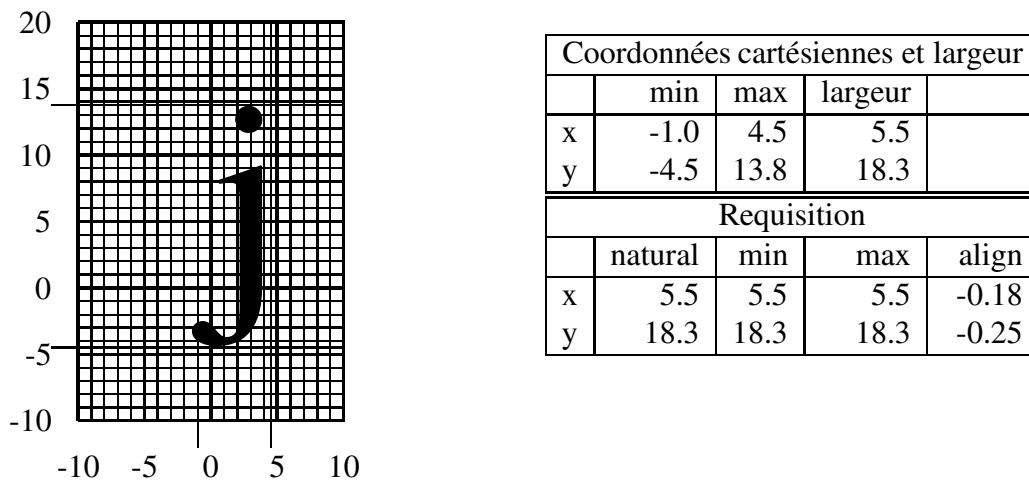 20
15
10
5
0
-5
-10
-10 -5 0 5 10
j
Coordonnées cartésiennes et largeur
min max largeur
x -1.0 4.5 5.5
y -4.5 13.8 18.3
Requisition
natural min max align
x 5.5 5.5 5.5 -0.18
y 18.3 18.3 18.3 -0.25